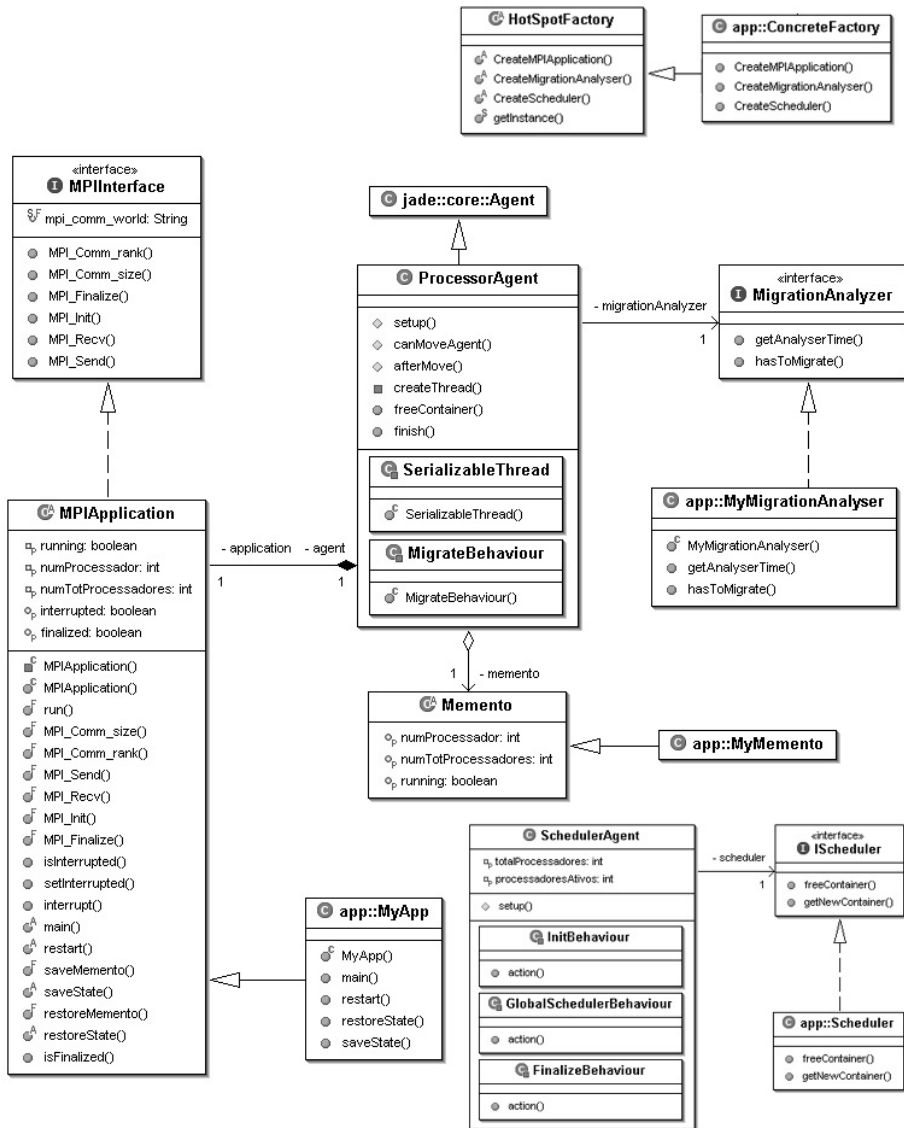 HotSpotFactory
CreateMPIApplication()
CreateMigrationAnalyser()
CreateScheduler()
getInstance()
app::ConcreteFactory
CreateMPIApplication()
CreateMigrationAnalyser()
CreateScheduler()
«interface»
MPIInterface
mpi_comm_world: String
MPI_Comm_rank()
MPI_Comm_size()
MPI_Finalize()
MPI_Init()
MPI_Recv()
MPI_Send()
jade::core::Agent
ProcessorAgent
setup()
canMoveAgent()
afterMove()
createThread()
freeContainer()
finish()
SerializableThread
SerializableThread()
MigrateBehaviour
MigrateBehaviour()
- migrationAnalyzer
1
«interface»
MigrationAnalyzer
getAnalyserTime()
hasToMigrate()
app::MyMigrationAnalyser
MyMigrationAnalyser()
getAnalyserTime()
hasToMigrate()
MPIApplication
running: boolean
numProcessador: int
numTotProcessadores: int
interrupted: boolean
finalized: boolean
MPIApplication()
MPIApplication()
run()
MPI_Comm_size()
MPI_Comm_rank()
MPI_Send()
MPI_Recv()
MPI_Init()
MPI_Finalize()
isInterrupted()
setInterrupted()
interrupt()
main()
restart()
saveMemento()
saveState()
restoreMemento()
restoreState()
isFinalized()
- application - agent
1 1
1 - memento
Memento
numProcessador: int
numTotProcessadores: int
running: boolean
app::MyMemento
app::MyApp
MyApp()
main()
restart()
restoreState()
saveState()
SchedulerAgent
totalProcessadores: int
processadoresAtivos: int
setup()
InitBehaviour
action()
GlobalSchedulerBehaviour
action()
FinalizeBehaviour
action()
- scheduler
1
«interface»
IScheduler
freeContainer()
getNewContainer()
app::Scheduler
freeContainer()
getNewContainer()